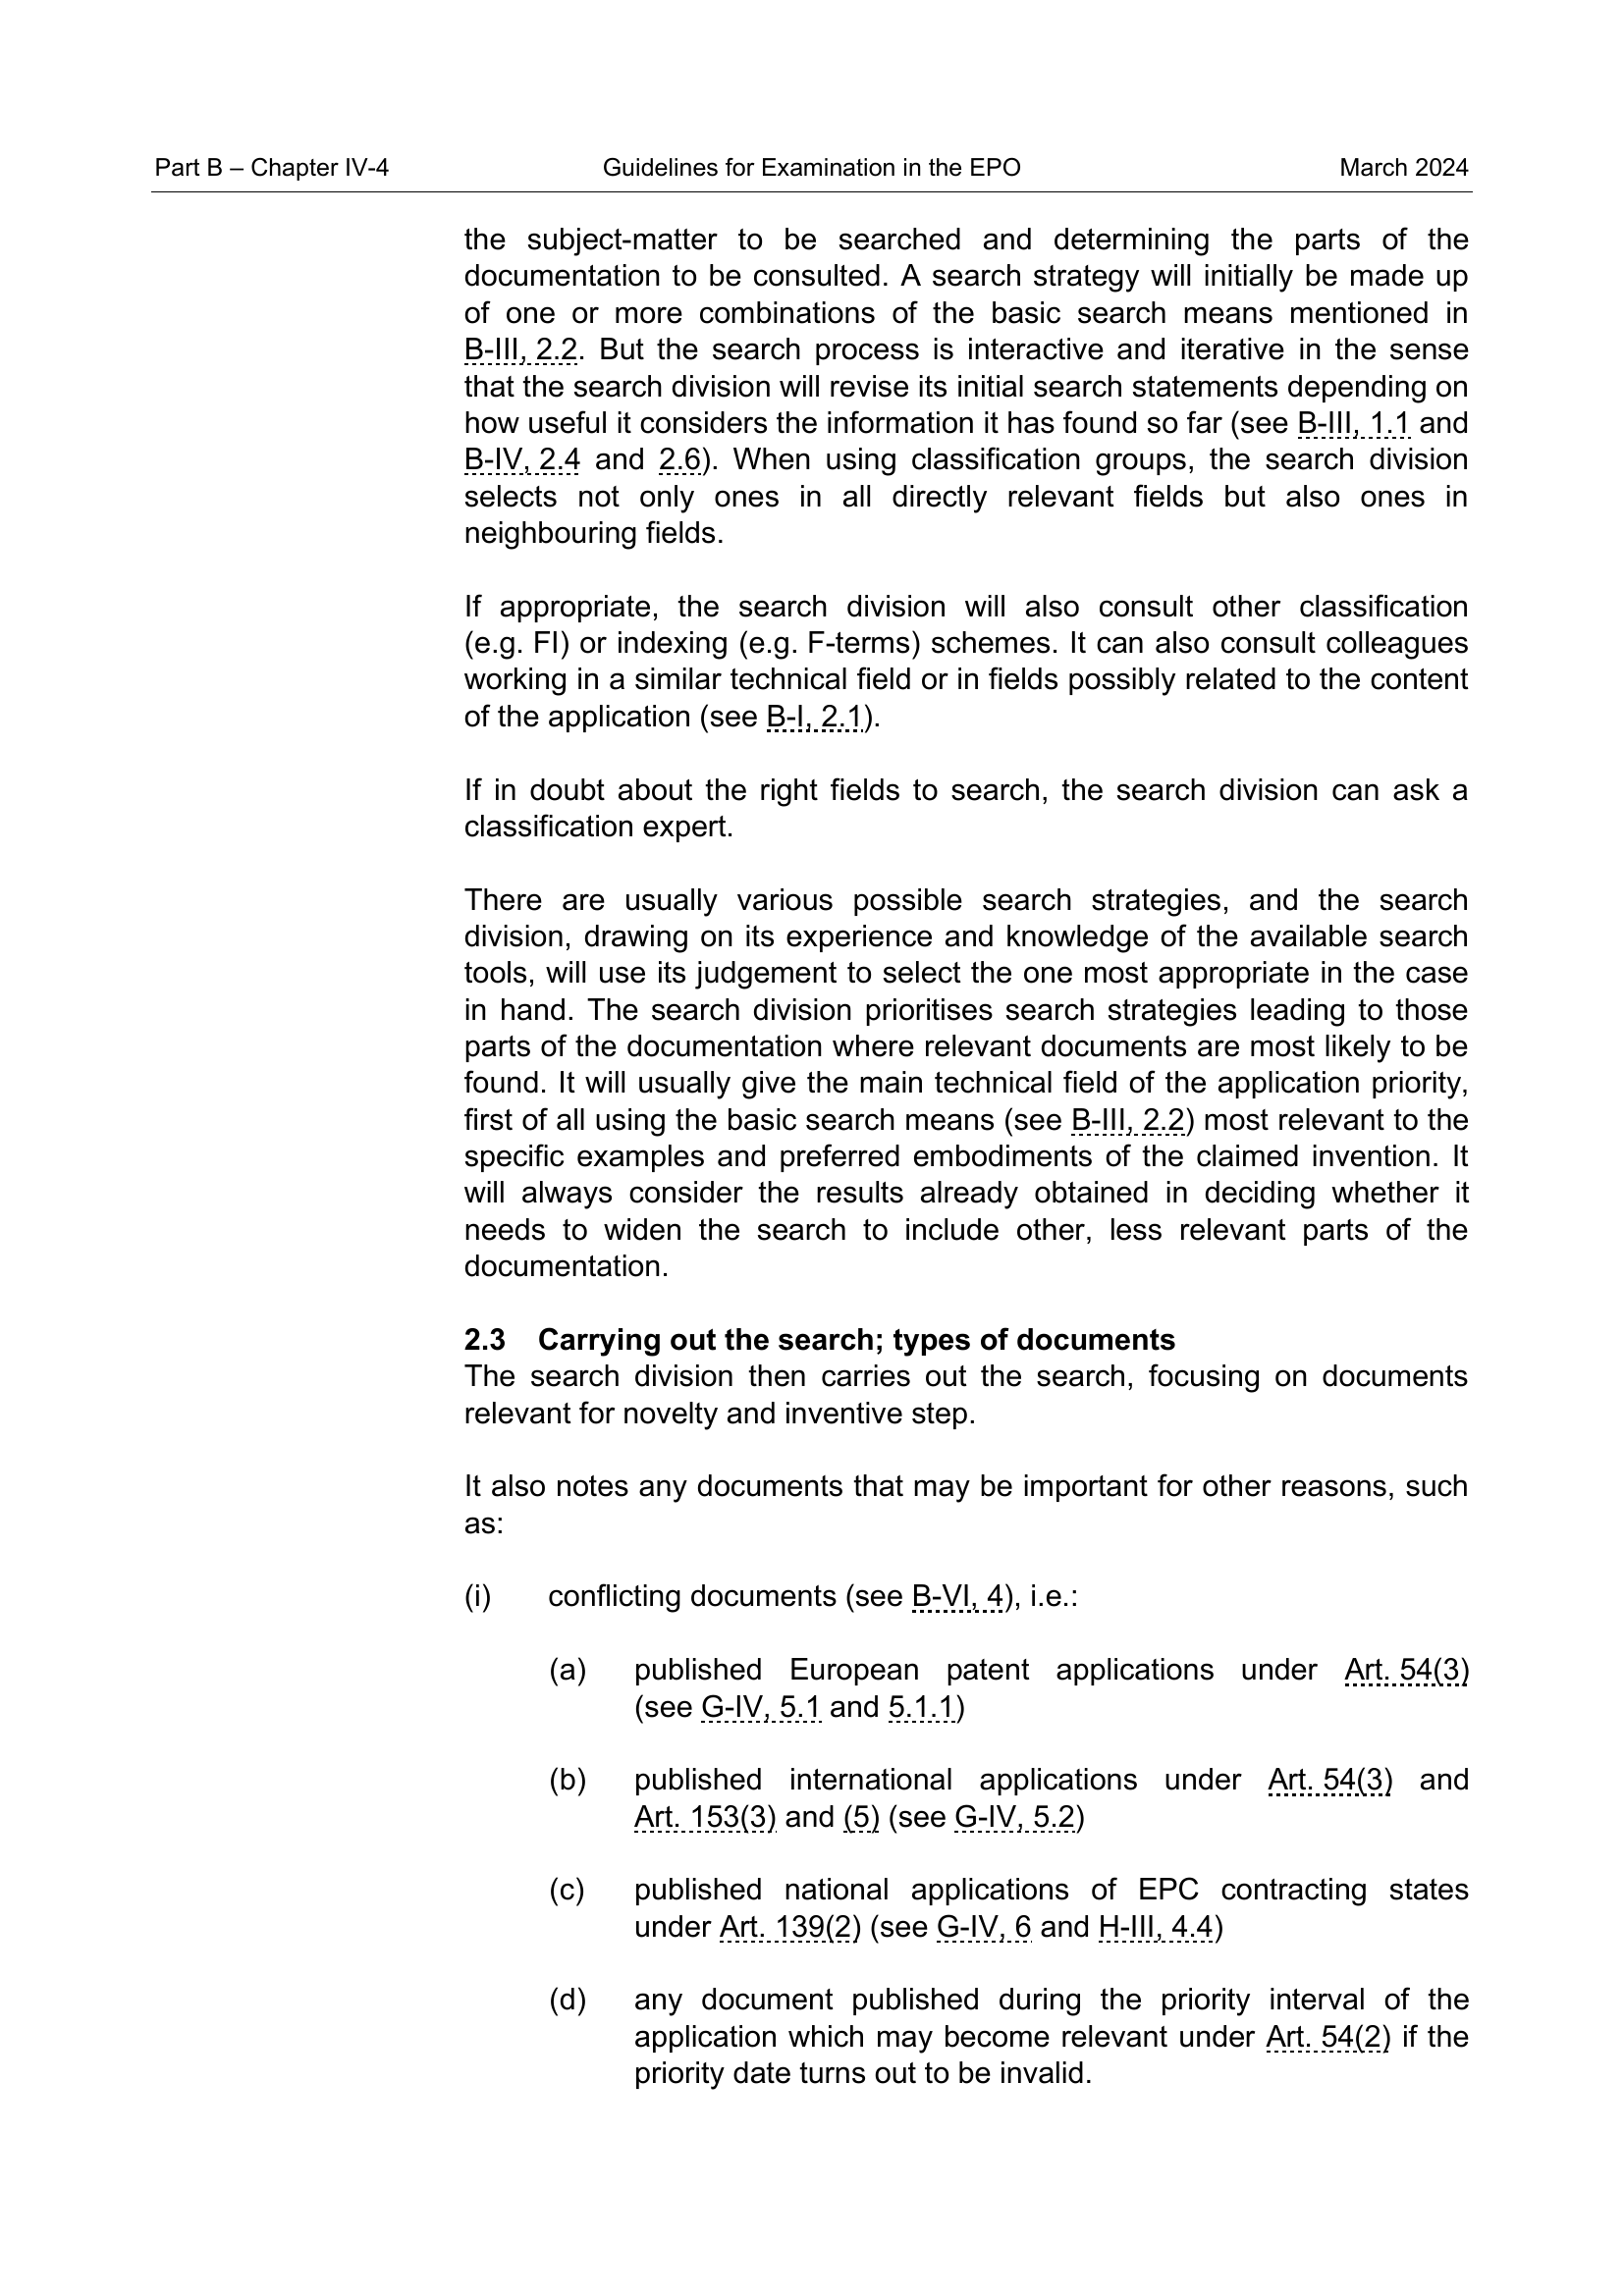 Part B – Chapter IV-4 Guidelines for Examination in the EPO March 2024
the subject-matter to be searched and determining the parts of the
documentation to be consulted. A search strategy will initially be made up
of one or more combinations of the basic search means mentioned in
B-III, 2.2. But the search process is interactive and iterative in the sense
that the search division will revise its initial search statements depending on
how useful it considers the information it has found so far (see B-III, 1.1 and
B-IV, 2.4 and 2.6). When using classification groups, the search division
selects not only ones in all directly relevant fields but also ones in
neighbouring fields.
If appropriate, the search division will also consult other classification
(e.g. FI) or indexing (e.g. F-terms) schemes. It can also consult colleagues
working in a similar technical field or in fields possibly related to the content
of the application (see B-I, 2.1).
If in doubt about the right fields to search, the search division can ask a
classification expert.
There are usually various possible search strategies, and the search
division, drawing on its experience and knowledge of the available search
tools, will use its judgement to select the one most appropriate in the case
in hand. The search division prioritises search strategies leading to those
parts of the documentation where relevant documents are most likely to be
found. It will usually give the main technical field of the application priority,
first of all using the basic search means (see B-III, 2.2) most relevant to the
specific examples and preferred embodiments of the claimed invention. It
will always consider the results already obtained in deciding whether it
needs to widen the search to include other, less relevant parts of the
documentation.
2.3 Carrying out the search; types of documents
The search division then carries out the search, focusing on documents
relevant for novelty and inventive step.
It also notes any documents that may be important for other reasons, such
as:
(i) conflicting documents (see B-VI, 4), i.e.:
(a) published European patent applications under Art. 54(3)
(see G-IV, 5.1 and 5.1.1)
(b) published international applications under Art. 54(3) and
Art. 153(3) and (5) (see G-IV, 5.2)
(c) published national applications of EPC contracting states
under Art. 139(2) (see G-IV, 6 and H-III, 4.4)
(d) any document published during the priority interval of the
application which may become relevant under Art. 54(2) if the
priority date turns out to be invalid.